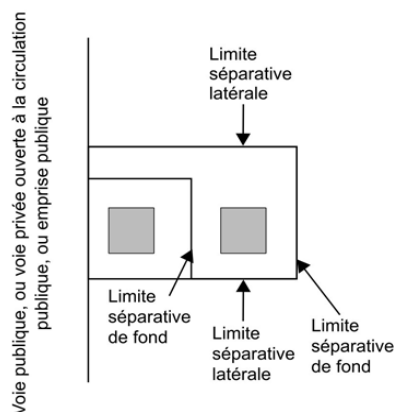 Voie publique, ou voie privée ouverte à la circulation
publique, ou emprise publique
Limite
séparative
latérale
Limite
séparative
de fond
Limite
séparative
latérale
Limite
séparative
de fond